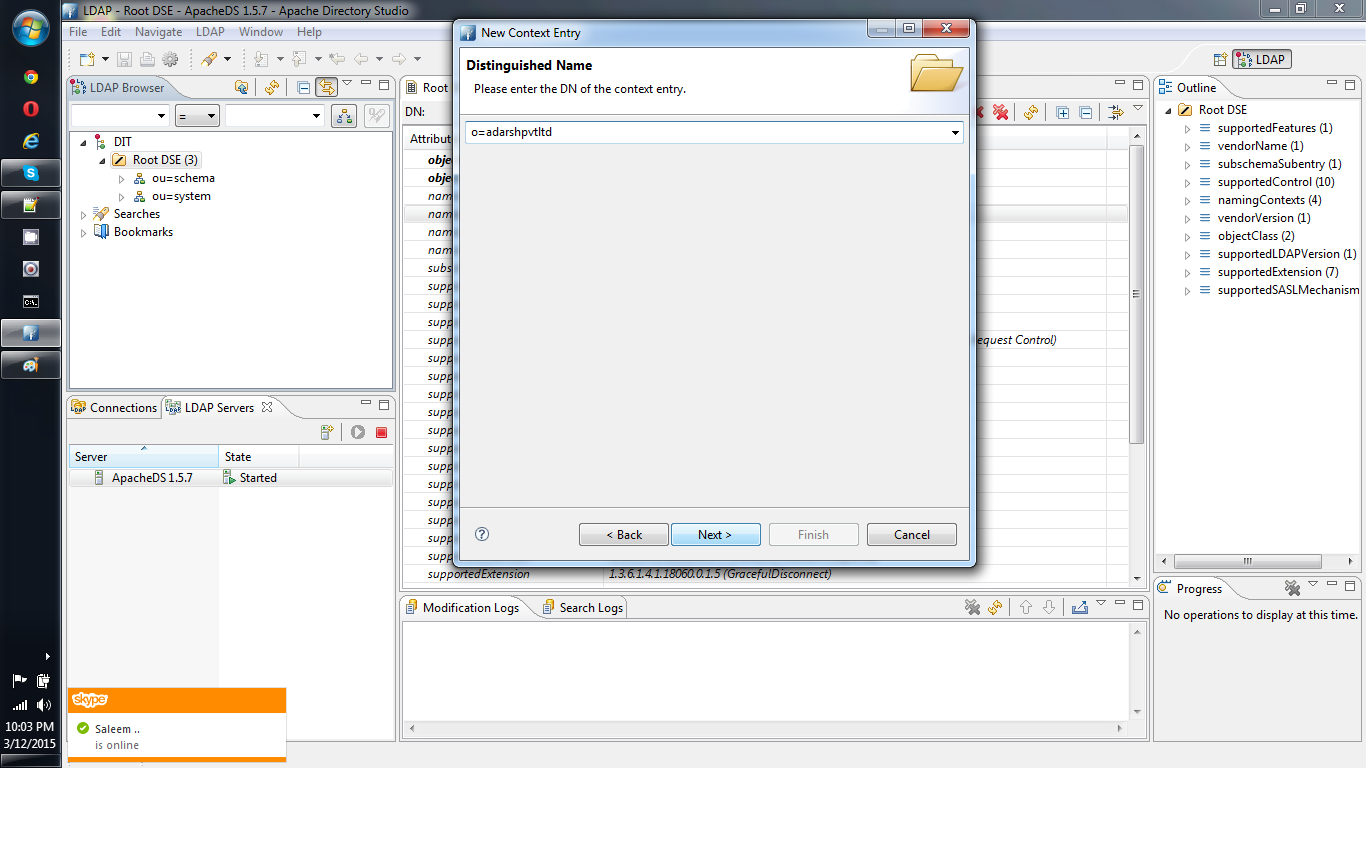 LDAP - Root DSE - ApacheDS 1.5.7 - Apache Directory Studio
File Edit Navigate LDAP Window Help
LDAP
LDAP Browser
=
DIT
Root DSE (3)
ou=schema
ou=system
Searches
Bookmarks
Connections
LDAP Servers
Server State
ApacheDS 1.5.7 Started
Root
DN:
Attribut
obje
obje
nam
nam
nam
nam
subs
supp
supp
supp
supp
equest Control)
supp
supp
supp
supp
supp
supp
supp
supp
supp
supp
supp
supp
supportedExtension 1.3.6.1.4.1.18060.0.1.5 (GracefulDisconnect)
New Context Entry
Distinguished Name
Please enter the DN of the context entry.
o=adarshpvtltd
< Back Next > Finish Cancel
Modification Logs
Search Logs
Outline
Root DSE
supportedFeatures (1)
vendorName (1)
subschemaSubentry (1)
supportedControl (10)
namingContexts (4)
vendorVersion (1)
objectClass (2)
supportedLDAPVersion (1)
supportedExtension (7)
supportedSASLMechanism
Progress
No operations to display at this time.
skype
Saleem ..
is online
10:03 PM
3/12/2015